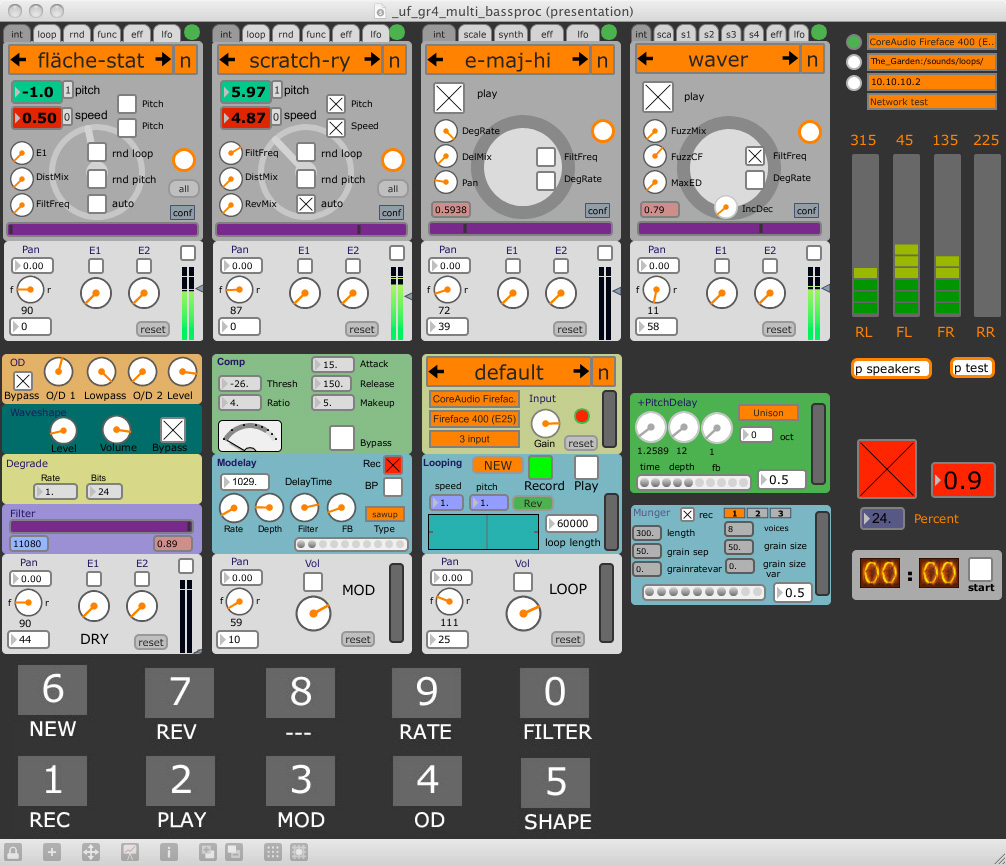 _uf_gr4_multi_bassproc (presentation)
int loop rnd func eff lfo
fläche-stat n
-1.0 1 pitch
0.50 0 speed
Pitch
Pitch
E1 rnd loop
DistMix rnd pitch
FiltFreq auto
all
conf
Pan E1 E2
0.00
f r
90
0
reset
int loop rnd func eff lfo
scratch-ry n
5.97 1 pitch
4.87 0 speed
Pitch
Speed
FiltFreq rnd loop
DistMix rnd pitch
RevMix auto
all
conf
Pan E1 E2
0.00
f r
87
0
reset
int scale synth eff lfo
e-maj-hi n
play
DegRate
DelMix FiltFreq
Pan DegRate
0.5938 conf
Pan E1 E2
0.00
f r
72
39
reset
int sca s1 s2 s3 s4 eff lfo
waver n
play
FuzzMix
FuzzCF FiltFreq
MaxED DegRate
0.79 IncDec conf
Pan E1 E2
0.00
f r
11
58
reset
CoreAudio Fireface 400 (E..
The_Garden:/sounds/loops/
10.10.10.2
Network test
315 45 135 225
RL FL FR RR
p speakers p test
OD
Bypass O/D 1 Lowpass O/D 2 Level
Waveshape
Level Volume Bypass
Degrade
Rate Bits
1. 24
Filter
11080 0.89
Pan E1 E2
0.00
f r
90
44 DRY reset
Comp 15. Attack
-26. Thresh 150. Release
4. Ratio 5. Makeup
Bypass
Modelay Rec
1029. DelayTime BP
Rate Depth Filter FB sawup
Type
Pan Vol
0.00
f r MOD
59
10 reset
default n
CoreAudio Firefac. Input
Fireface 400 (E25)
3 input Gain reset
Looping NEW Record Play
speed pitch
1. 1. Rev
60000
loop length
Pan Vol
0.00
f r LOOP
111
25 reset
+PitchDelay
Unison
0 oct
1.2589 12 1
time depth fb
0.5
Munger rec 1 2 3
300. length 8 voices
50. grain sep 50. grain size
0. grainratevar 0. grain size
var
0.5
0.9
24. Percent
00 : 00
start
6 7 8 9 0
NEW REV --- RATE FILTER
1 2 3 4 5
REC PLAY MOD OD SHAPE